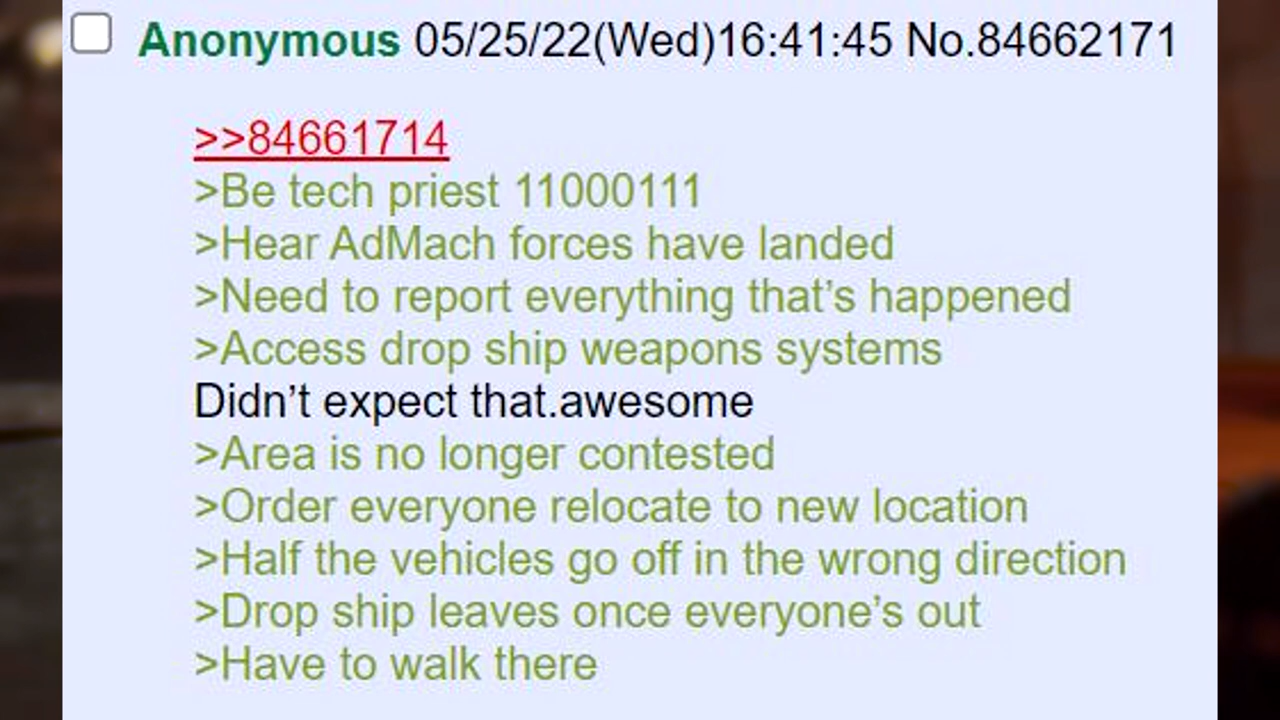 Anonymous 05/25/22(Wed)16:41:45 No.84662171
>>84661714
>Be tech priest 11000111
>Hear AdMach forces have landed
>Need to report everything that’s happened
>Access drop ship weapons systems
Didn’t expect that.awesome
>Area is no longer contested
>Order everyone relocate to new location
>Half the vehicles go off in the wrong direction
>Drop ship leaves once everyone’s out
>Have to walk there